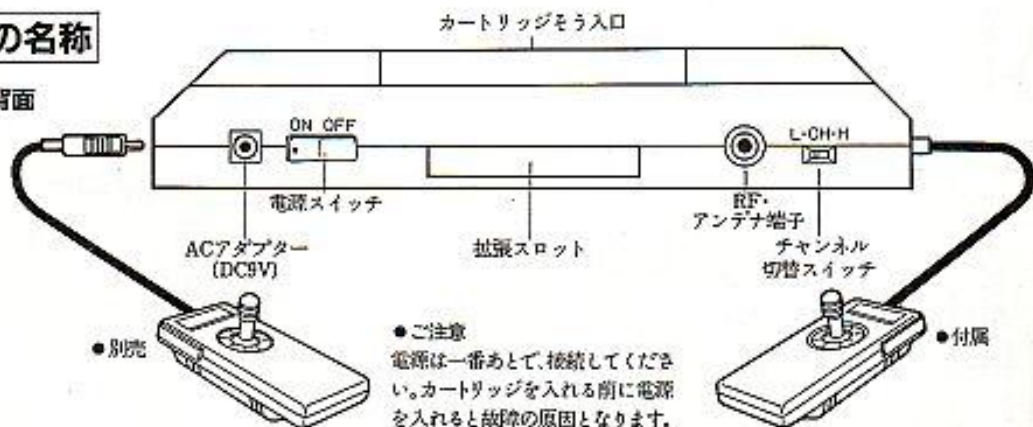 カートリッジそう入口
の名称
背面
ON OFF
L・CH・H
電源スイッチ
RF・
アンテナ端子
ACアダプター
(DC9V)
拡張スロット
チャンネル
切替スイッチ
●別売
●ご注意
電源は一番あとで、接続してくださ
い。カートリッジを入れる前に電源
を入れると故障の原因となります。
●付属